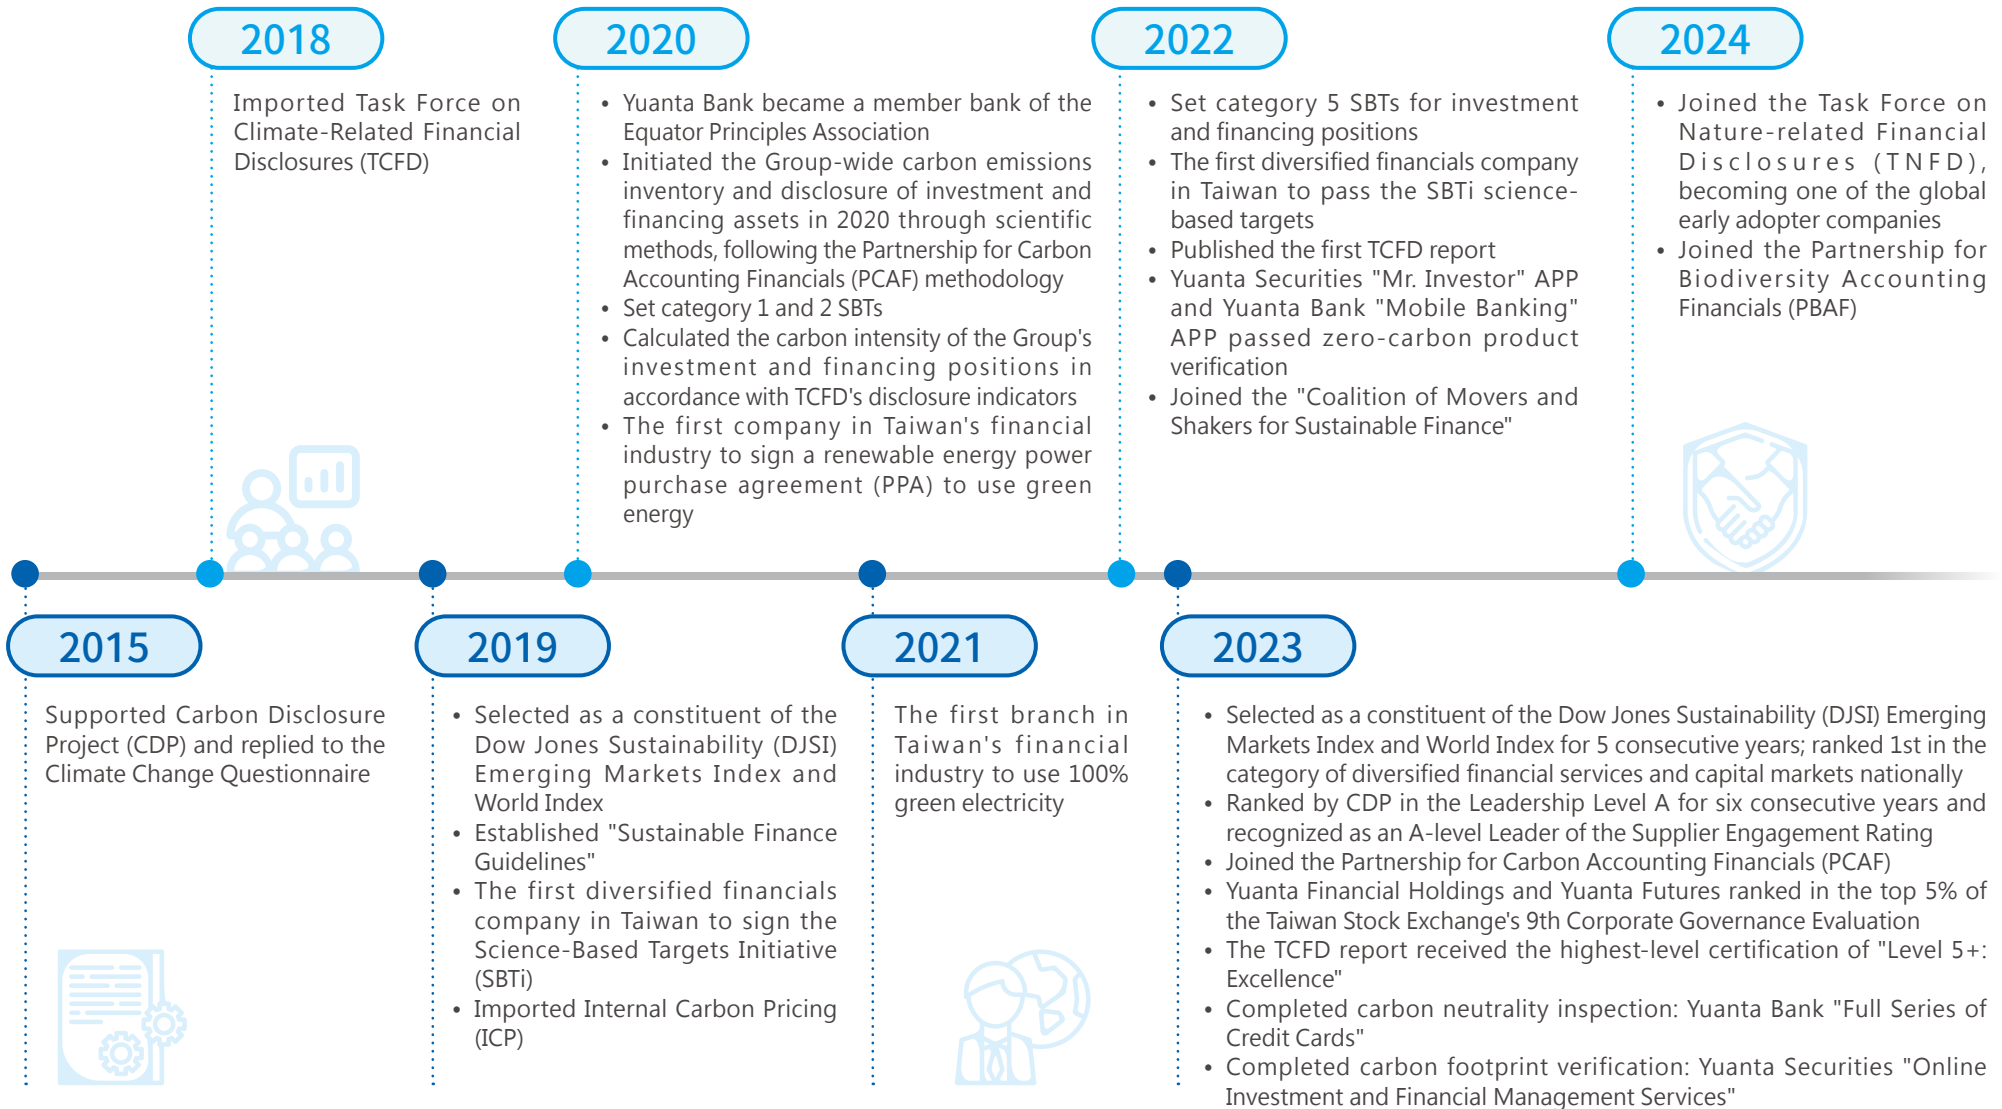 2018
Imported Task Force on
Climate-Related Financial
Disclosures (TCFD)
2020
• Yuanta Bank became a member bank of the
Equator Principles Association
• Initiated the Group-wide carbon emissions
inventory and disclosure of investment and
financing assets in 2020 through scientific
methods, following the Partnership for Carbon
Accounting Financials (PCAF) methodology
• Set category 1 and 2 SBTs
• Calculated the carbon intensity of the Group's
investment and financing positions in
accordance with TCFD's disclosure indicators
• The first company in Taiwan's financial
industry to sign a renewable energy power
purchase agreement (PPA) to use green
energy
2022
• Set category 5 SBTs for investment
and financing positions
• The first diversified financials company
in Taiwan to pass the SBTi science-
based targets
• Published the first TCFD report
• Yuanta Securities "Mr. Investor" APP
and Yuanta Bank "Mobile Banking"
APP passed zero-carbon product
verification
• Joined the "Coalition of Movers and
Shakers for Sustainable Finance"
2024
• Joined the Task Force on
Nature-related Financial
Disclosures (TNFD),
becoming one of the global
early adopter companies
• Joined the Partnership for
Biodiversity Accounting
Financials (PBAF)
2015
Supported Carbon Disclosure
Project (CDP) and replied to the
Climate Change Questionnaire
2019
• Selected as a constituent of the
Dow Jones Sustainability (DJSI)
Emerging Markets Index and
World Index
• Established "Sustainable Finance
Guidelines"
• The first diversified financials
company in Taiwan to sign the
Science-Based Targets Initiative
(SBTi)
• Imported Internal Carbon Pricing
(ICP)
2021
The first branch in
Taiwan's financial
industry to use 100%
green electricity
2023
• Selected as a constituent of the Dow Jones Sustainability (DJSI) Emerging
Markets Index and World Index for 5 consecutive years; ranked 1st in the
category of diversified financial services and capital markets nationally
• Ranked by CDP in the Leadership Level A for six consecutive years and
recognized as an A-level Leader of the Supplier Engagement Rating
• Joined the Partnership for Carbon Accounting Financials (PCAF)
• Yuanta Financial Holdings and Yuanta Futures ranked in the top 5% of
the Taiwan Stock Exchange's 9th Corporate Governance Evaluation
• The TCFD report received the highest-level certification of "Level 5+:
Excellence"
• Completed carbon neutrality inspection: Yuanta Bank "Full Series of
Credit Cards"
• Completed carbon footprint verification: Yuanta Securities "Online
Investment and Financial Management Services"